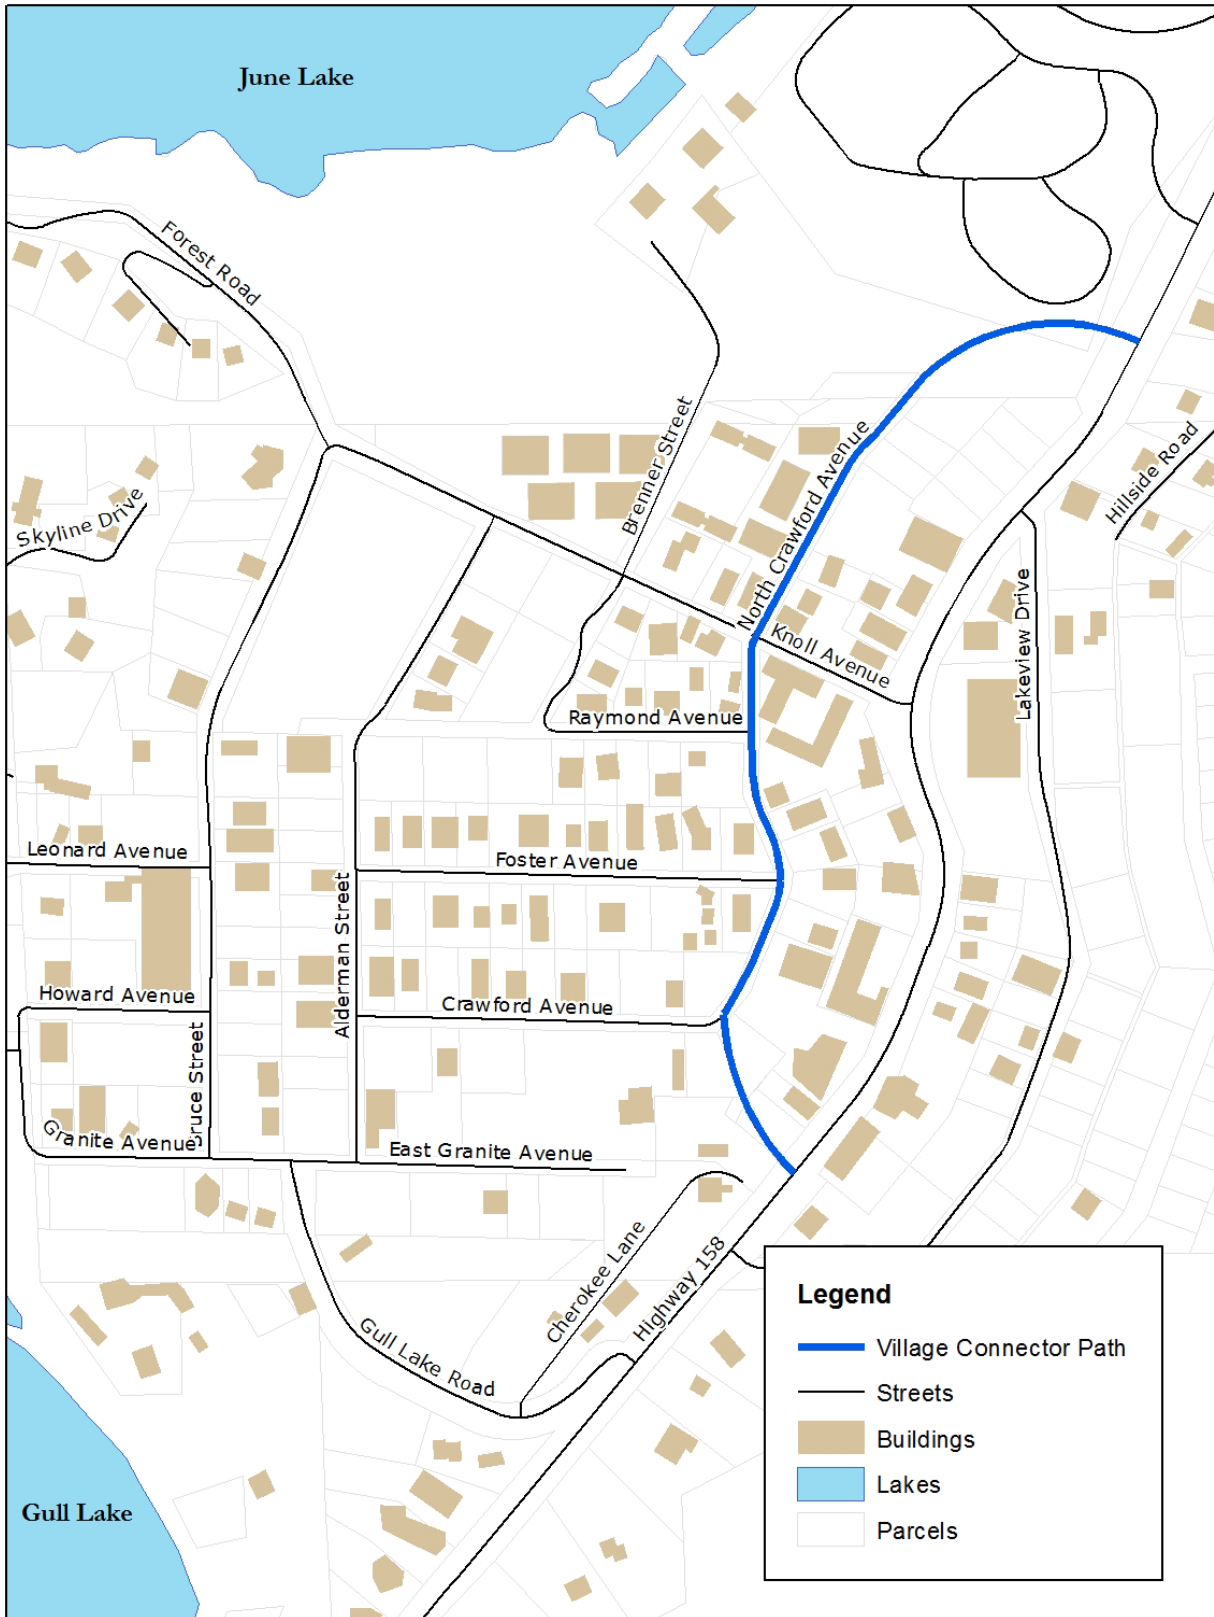 June Lake
Forest Road
Brenner Street
North Crawford Avenue
Hillside Road
Skyline Drive
Knoll Avenue
Lakeview Drive
Raymond Avenue
Leonard Avenue
Foster Avenue
Alderman Street
Howard Avenue
Crawford Avenue
Bruce Street
Granite Avenue
East Granite Avenue
Cherokee Lane
Highway 158
Gull Lake Road
Gull Lake
Legend
Village Connector Path
Streets
Buildings
Lakes
Parcels